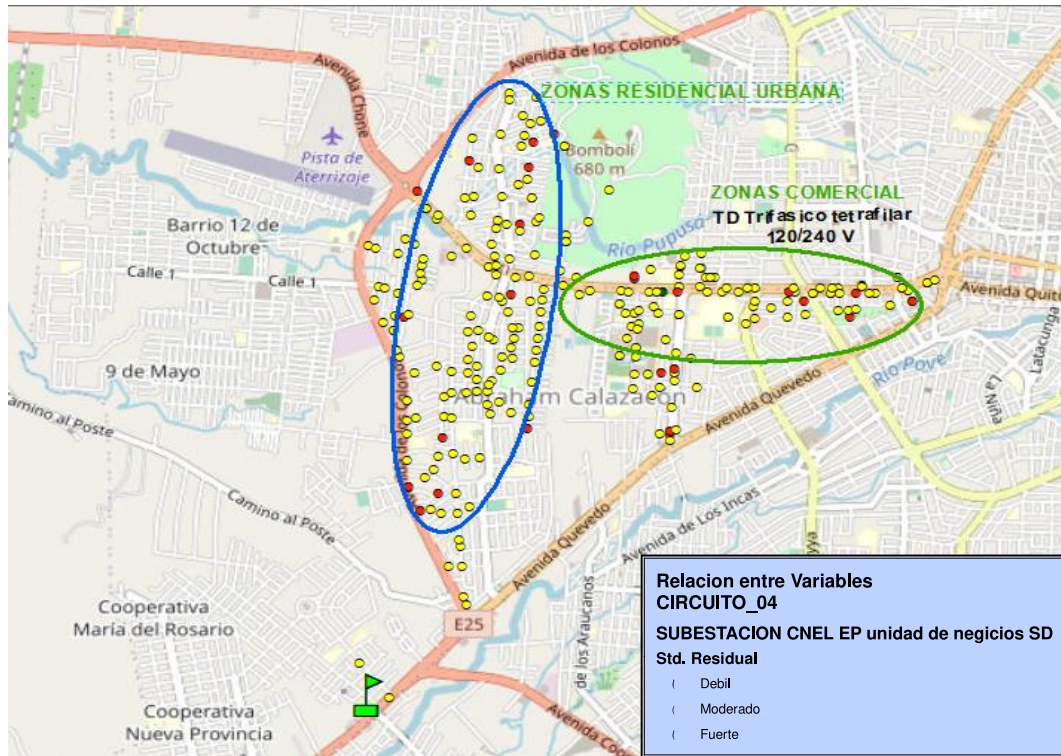 Avenida de los Colonos
Avenida Chone
ZONAS RESIDENCIAL URBANA
Pista de
Aterrizaje
Bombolí
680 m
ZONAS COMERCIAL
TD Trifasico tetrafilar
120/240 V
Río Pupusá
Barrio 12 de
Octubre
Calle 1
Calle 1
Latacunga
Río Pove
La Niña
9 de Mayo
Abraham Calazacón
Camino al Poste
Avenida Quevedo
Camino al Poste
Avenida de Los Incas
Avenida Quevedo
Cooperativa
María del Rosario
E25
de los Araucanos
Cooperativa
Nueva Provincia
Relacion entre Variables
CIRCUITO_04
SUBESTACION CNEL EP unidad de negicios SD
Std. Residual
( Debil
( Moderado
( Fuerte